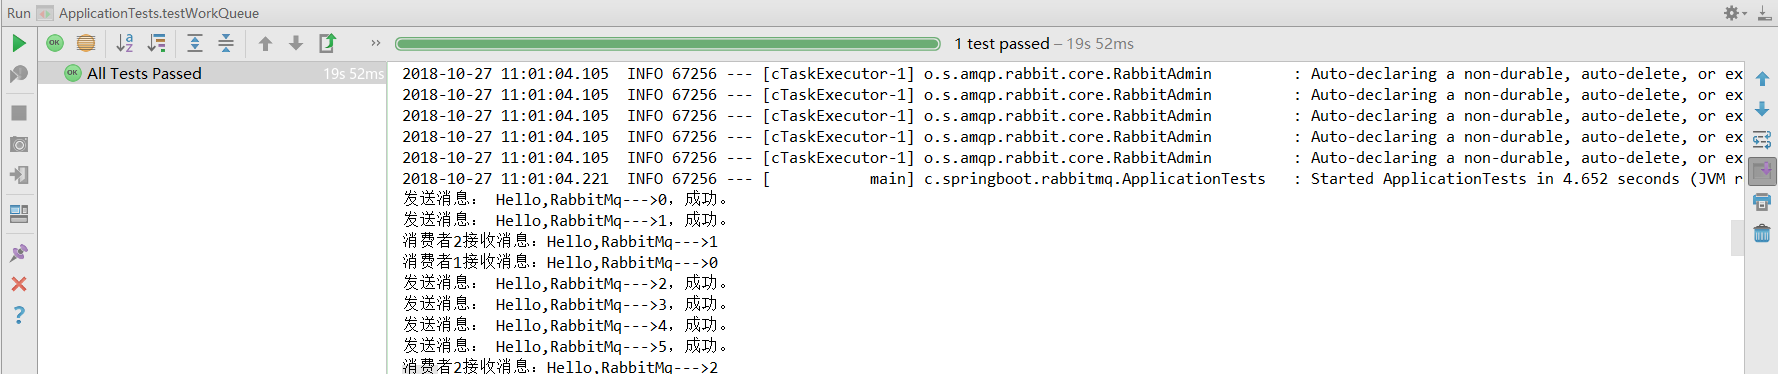 Run ApplicationTests.testWorkQueue
1 test passed – 19s 52ms
OK All Tests Passed 19s 52ms
2018-10-27 11:01:04.105  INFO 67256 --- [cTaskExecutor-1] o.s.amqp.rabbit.core.RabbitAdmin         : Auto-declaring a non-durable, auto-delete, or ex
2018-10-27 11:01:04.105  INFO 67256 --- [cTaskExecutor-1] o.s.amqp.rabbit.core.RabbitAdmin         : Auto-declaring a non-durable, auto-delete, or ex
2018-10-27 11:01:04.105  INFO 67256 --- [cTaskExecutor-1] o.s.amqp.rabbit.core.RabbitAdmin         : Auto-declaring a non-durable, auto-delete, or ex
2018-10-27 11:01:04.105  INFO 67256 --- [cTaskExecutor-1] o.s.amqp.rabbit.core.RabbitAdmin         : Auto-declaring a non-durable, auto-delete, or ex
2018-10-27 11:01:04.105  INFO 67256 --- [cTaskExecutor-1] o.s.amqp.rabbit.core.RabbitAdmin         : Auto-declaring a non-durable, auto-delete, or ex
2018-10-27 11:01:04.221  INFO 67256 --- [           main] c.springboot.rabbitmq.ApplicationTests   : Started ApplicationTests in 4.652 seconds (JVM r
发送消息： Hello,RabbitMq--->0，成功。
发送消息： Hello,RabbitMq--->1，成功。
消费者2接收消息：Hello,RabbitMq--->1
消费者1接收消息：Hello,RabbitMq--->0
发送消息： Hello,RabbitMq--->2，成功。
发送消息： Hello,RabbitMq--->3，成功。
发送消息： Hello,RabbitMq--->4，成功。
发送消息： Hello,RabbitMq--->5，成功。
消费者2接收消息：Hello,RabbitMq--->2